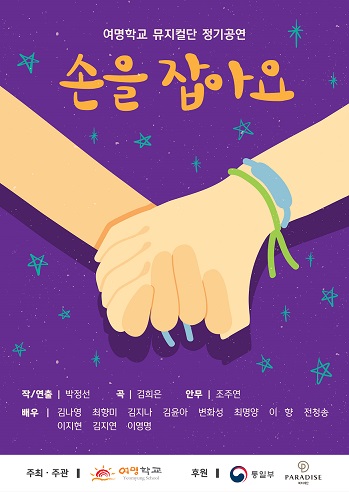 여명학교 뮤지컬단 정기공연
손을 잡아요
작/연출 | 박정선 곡 | 김희은 안무 | 조주연
배우 | 김나영 최향미 김지나 김윤아 변화성 최명양 이 향 전청송
이지현 김지연 이영명
주최 · 주관 | 여명학교 후원 | 통일부 PARADISE
Yeomyung School